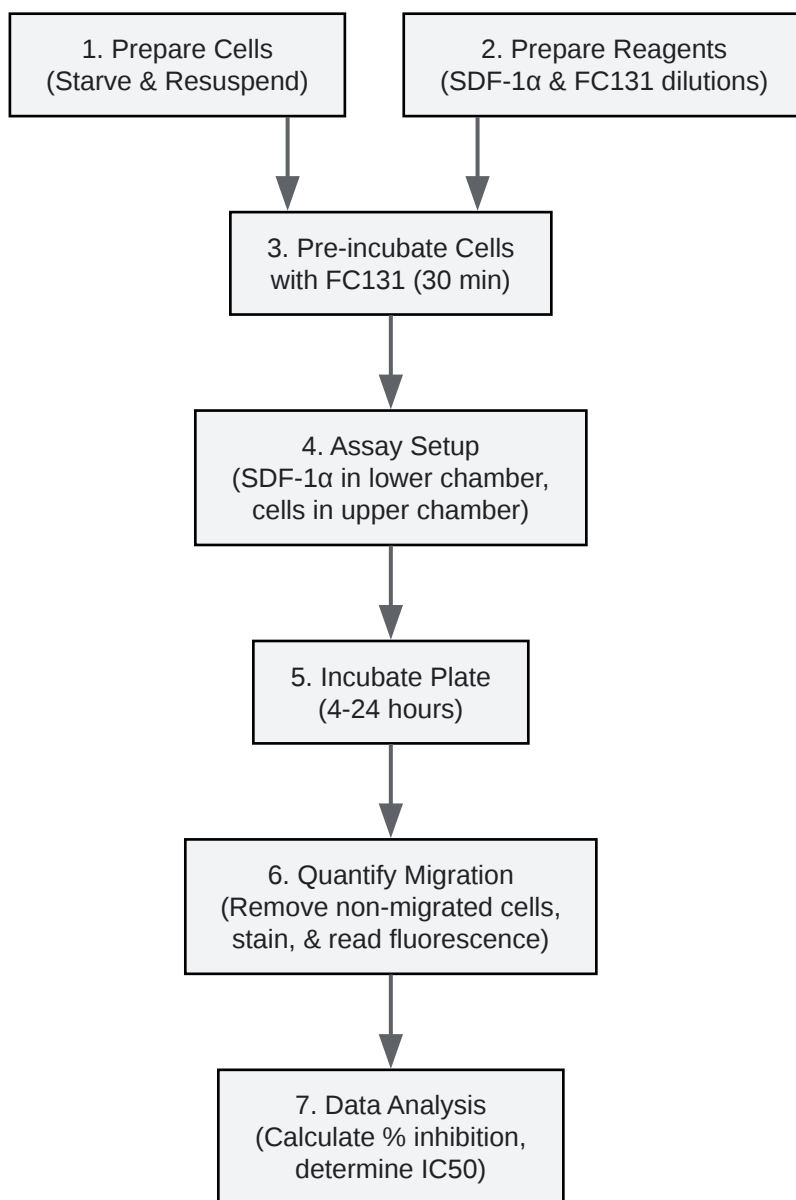 1. Prepare Cells
(Starve & Resuspend)
2. Prepare Reagents
(SDF-1α & FC131 dilutions)
3. Pre-incubate Cells
with FC131 (30 min)
4. Assay Setup
(SDF-1α in lower chamber,
cells in upper chamber)
5. Incubate Plate
(4-24 hours)
6. Quantify Migration
(Remove non-migrated cells,
stain, & read fluorescence)
7. Data Analysis
(Calculate % inhibition,
determine IC50)